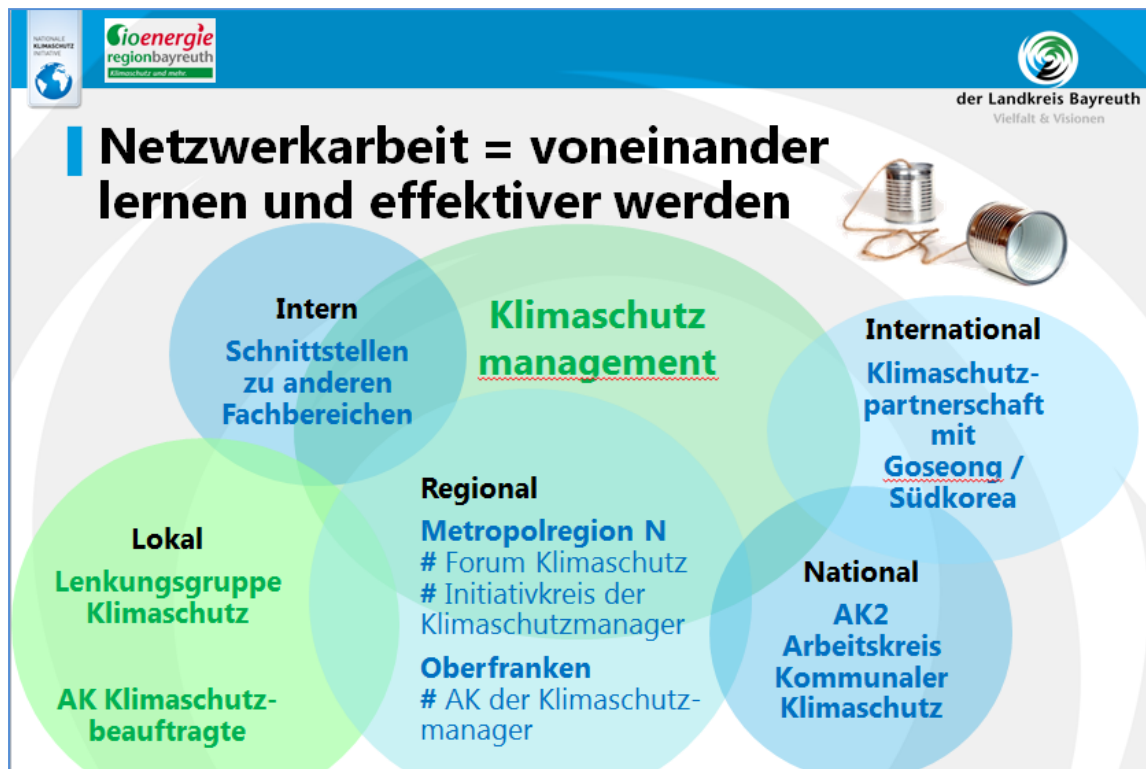 NATIONALE
KLIMASCHUTZ
INITIATIVE
Bioenergie
regionbayreuth
Klimaschutz und mehr.
der Landkreis Bayreuth
Vielfalt & Visionen
Netzwerkarbeit = voneinander
lernen und effektiver werden
Intern
Schnittstellen
zu anderen
Fachbereichen
Klimaschutz
management
International
Klimaschutz-
partnerschaft
mit
Goseong /
Südkorea
Lokal
Lenkungsgruppe
Klimaschutz
AK Klimaschutz-
beauftragte
Regional
Metropolregion N
# Forum Klimaschutz
# Initiativkreis der
Klimaschutzmanager
Oberfranken
# AK der Klimaschutz-
manager
National
AK2
Arbeitskreis
Kommunaler
Klimaschutz